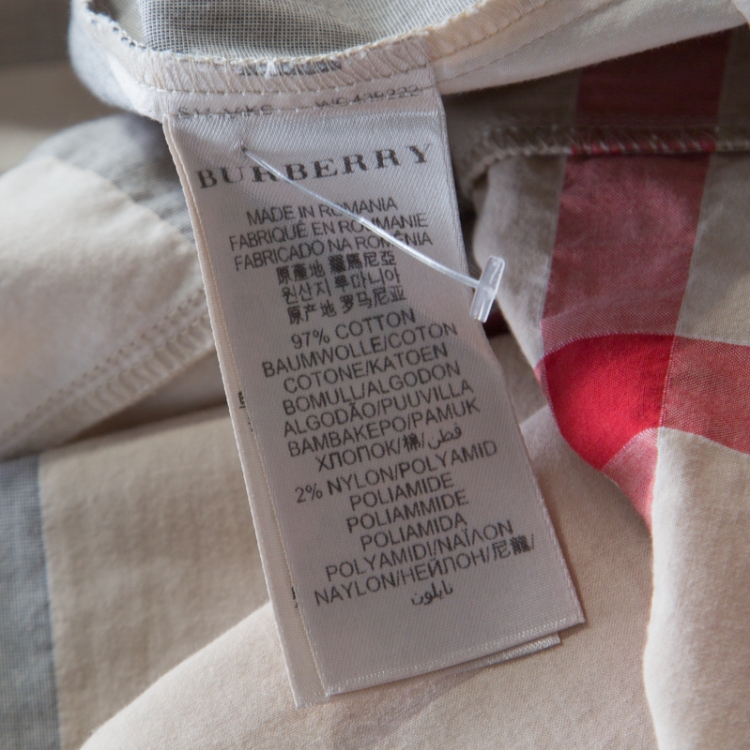 BURBERRY
MADE IN ROMANIA
FABRIQUÉ EN ROUMANIE
FABRICADO NA ROMÉNIA
原產地 羅馬尼亞
원산지 루마니아
原产地 罗马尼亚
97% COTTON
BAUMWOLLE/COTON
COTONE/KATOEN
BOMULL/ALGODON
ALGODÃO/PUUVILLA
BAMBAKEPO/PAMUK
ХЛОПОК/棉/قطن
2% NYLON/POLYAMID
POLIAMIDE
POLIAMMIDE
POLIAMIDA
POLYAMIDI/ΝΑΪΛΟΝ
NAYLON/НЕЙЛОН/尼龍/
نايلون